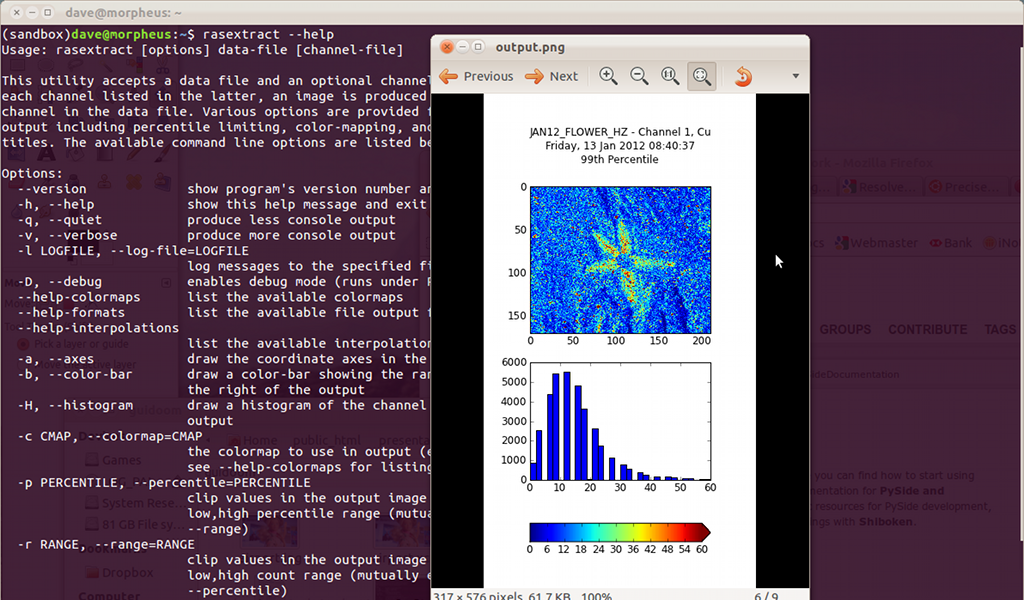 dave@morpheus: ~
(sandbox)dave@morpheus:~$ rasextract --help
Usage: rasextract [options] data-file [channel-file]
This utility accepts a data file and an optional channel
each channel listed in the latter, an image is produced
channel in the data file. Various options are provided f
output including percentile limiting, color-mapping, and
titles. The available command line options are listed be
Options:
--version show program's version number an
-h, --help show this help message and exit
-q, --quiet produce less console output
-v, --verbose produce more console output
-l LOGFILE, --log-file=LOGFILE
log messages to the specified fi
-D, --debug enables debug mode (runs under P
--help-colormaps list the available colormaps
--help-formats list the available file output f
--help-interpolations
list the available interpolation
-a, --axes draw the coordinate axes in the
-b, --color-bar draw a color-bar showing the ran
the right of the output
-H, --histogram draw a histogram of the channel
output
-c CMAP, --colormap=CMAP
the colormap to use in output (e
see --help-colormaps for listing
-p PERCENTILE, --percentile=PERCENTILE
clip values in the output image
low,high percentile range (mutua
--range)
-r RANGE, --range=RANGE
clip values in the output image
low,high count range (mutually e
--percentile)
output.png
Previous Next
JAN12_FLOWER_HZ - Channel 1, Cu
Friday, 13 Jan 2012 08:40:37
99th Percentile
0
50
100
150
0 50 100 150 200
6000
5000
4000
3000
2000
1000
0
0 10 20 30 40 50 60
0 6 12 18 24 30 36 42 48 54 60
317 × 576 pixels 61.7 KB 100% 6 / 9
Pick a layer or guide
Home public_html
Games
System Rese...
81 GB File sy...
Dropbox
Computer
Mozilla Firefox
Resolve... Precise...
Webmaster Bank
GROUPS CONTRIBUTE TAGS
sideDocumentation
you can find how to start using
mentation for PySide and
resources for PySide development,
ngs with Shiboken.